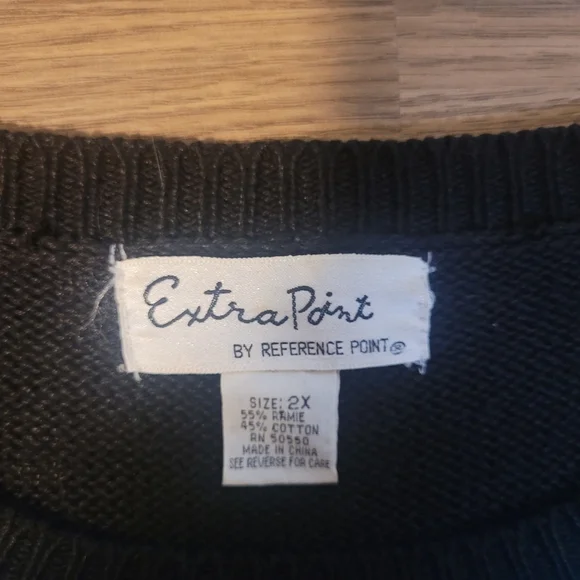 Extra Point
BY REFERENCE POINT®
SIZE: 2X
55% RAMIE
45% COTTON
RN 50550
MADE IN CHINA
SEE REVERSE FOR CARE